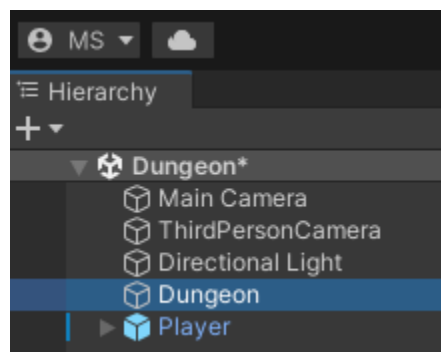 MS
Hierarchy
Dungeon*
Main Camera
ThirdPersonCamera
Directional Light
Dungeon
Player